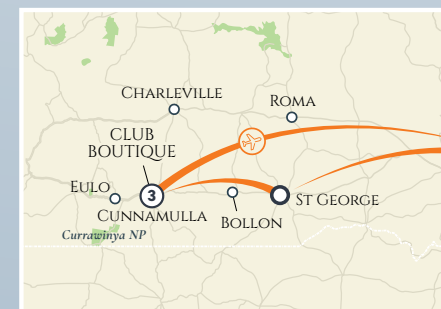 CHARLEVILLE
ROMA
CLUB
BOUTIQUE
EULO
3
ST GEORGE
CUNNAMULLA
BOLLON
Currawinya NP